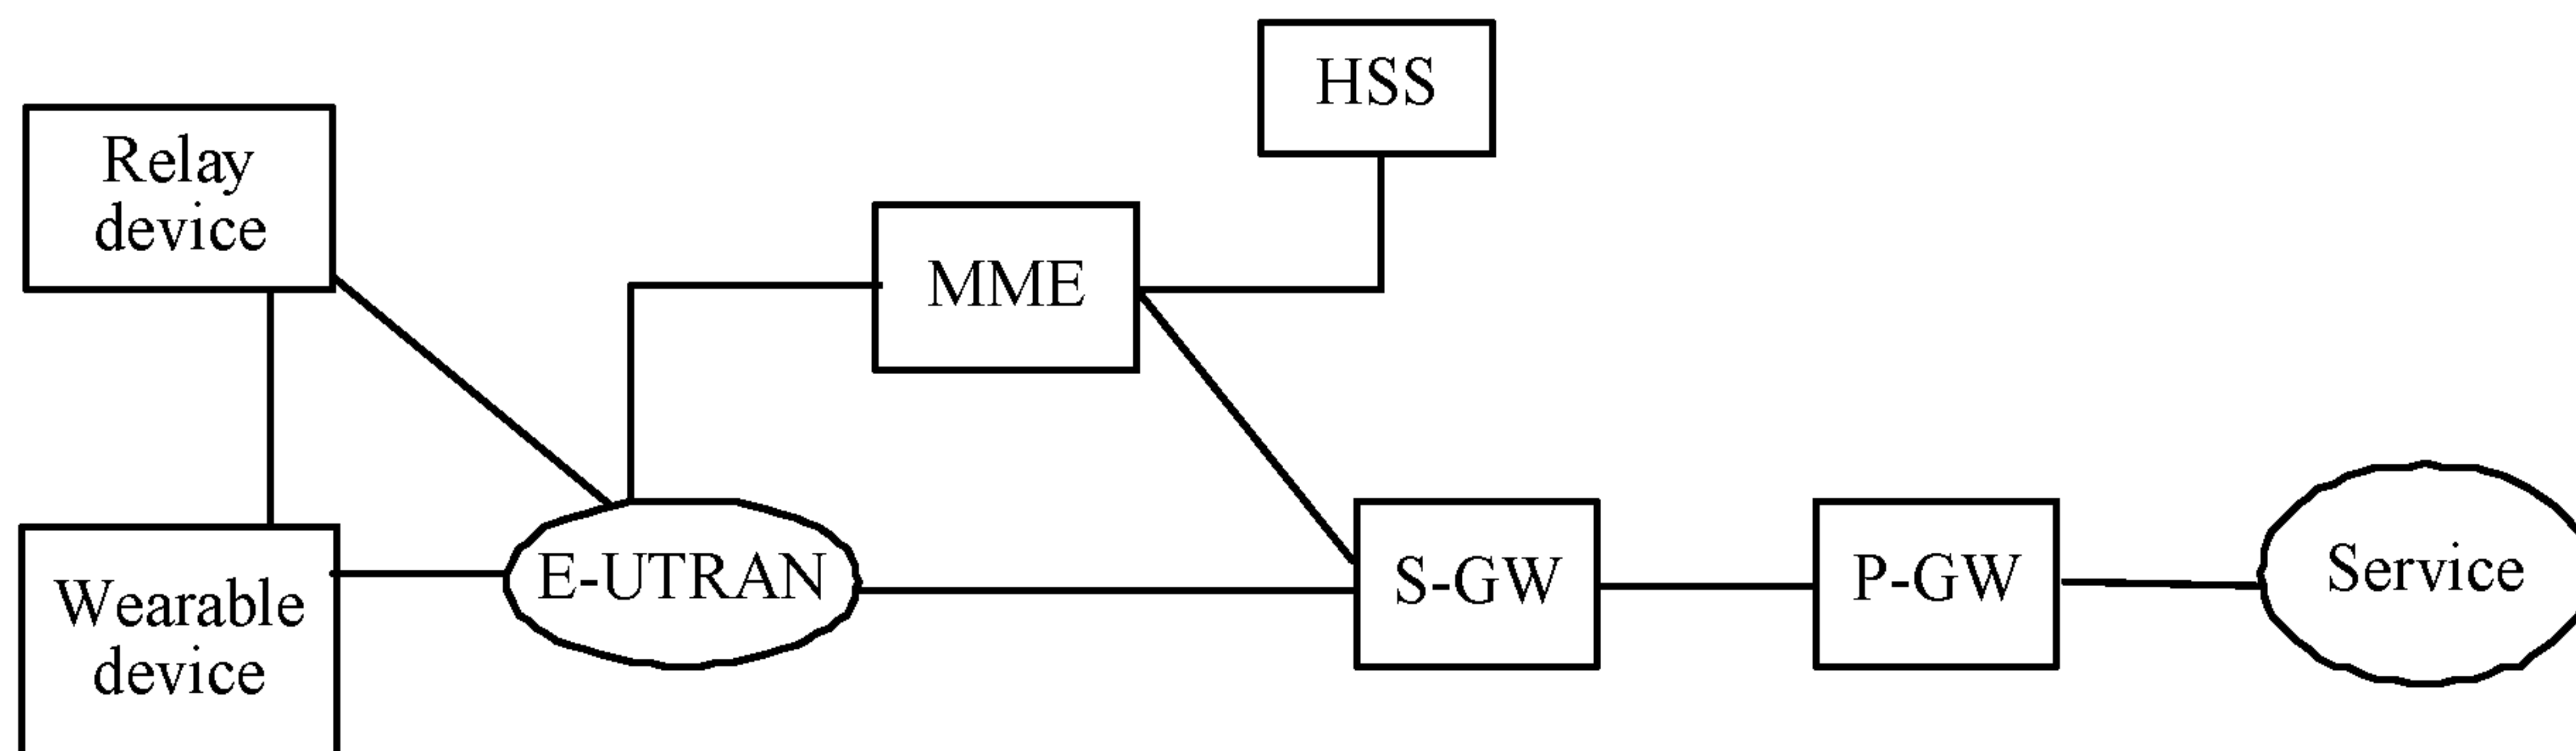 HSS
Relay
device
MME
E-UTRAN
S-GW
P-GW
Service
Wearable
device